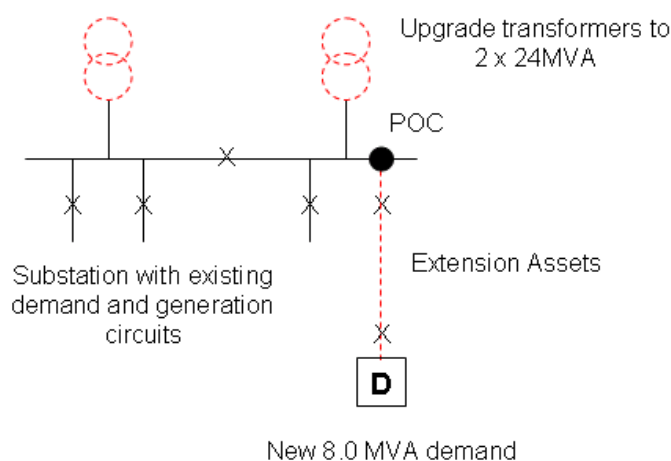 Upgrade transformers to
2 x 24MVA
POC
Extension Assets
Substation with existing
demand and generation
circuits
D
New 8.0 MVA demand